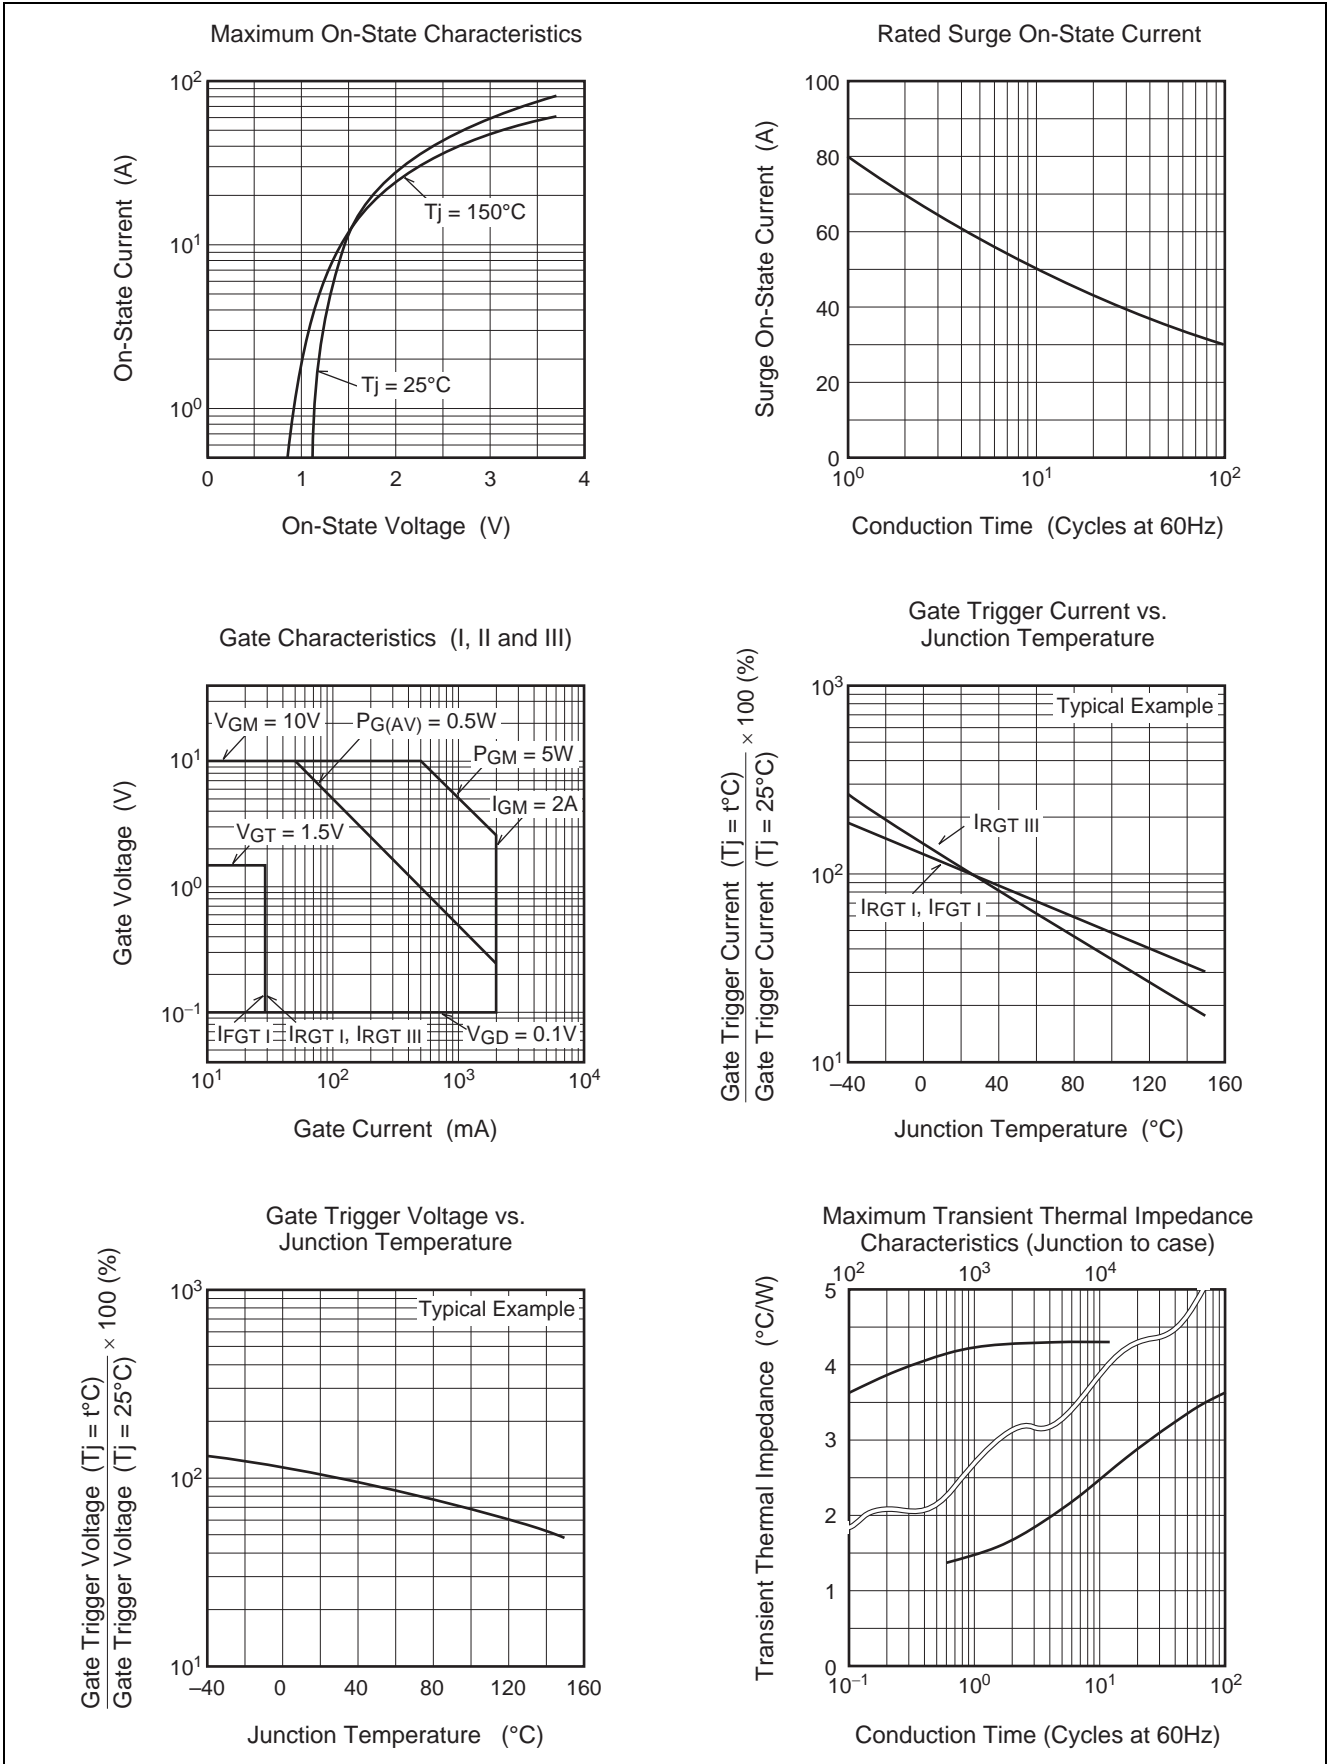 Maximum On-State Characteristics
10²
10¹
10⁰
On-State Current (A)
Tj = 150°C
Tj = 25°C
0 1 2 3 4
On-State Voltage (V)
Rated Surge On-State Current
100
80
60
40
20
0
Surge On-State Current (A)
10⁰ 10¹ 10²
Conduction Time (Cycles at 60Hz)
Gate Characteristics (I, II and III)
VGM = 10V
PG(AV) = 0.5W
PGM = 5W
IGM = 2A
VGT = 1.5V
10¹
10⁰
10−1
Gate Voltage (V)
IFGT I
IRGT I, IRGT III
VGD = 0.1V
10¹ 10² 10³ 10⁴
Gate Current (mA)
Gate Trigger Current vs.
Junction Temperature
Gate Trigger Current (Tj = t°C)
Gate Trigger Current (Tj = 25°C)
× 100 (%)
10³
10²
10¹
Typical Example
IRGT III
IRGT I, IFGT I
–40 0 40 80 120 160
Junction Temperature (°C)
Gate Trigger Voltage vs.
Junction Temperature
Gate Trigger Voltage (Tj = t°C)
Gate Trigger Voltage (Tj = 25°C)
× 100 (%)
10³
10²
10¹
Typical Example
–40 0 40 80 120 160
Junction Temperature (°C)
Maximum Transient Thermal Impedance
Characteristics (Junction to case)
10² 10³ 10⁴
5
4
3
2
1
0
Transient Thermal Impedance (°C/W)
10−1 10⁰ 10¹ 10²
Conduction Time (Cycles at 60Hz)